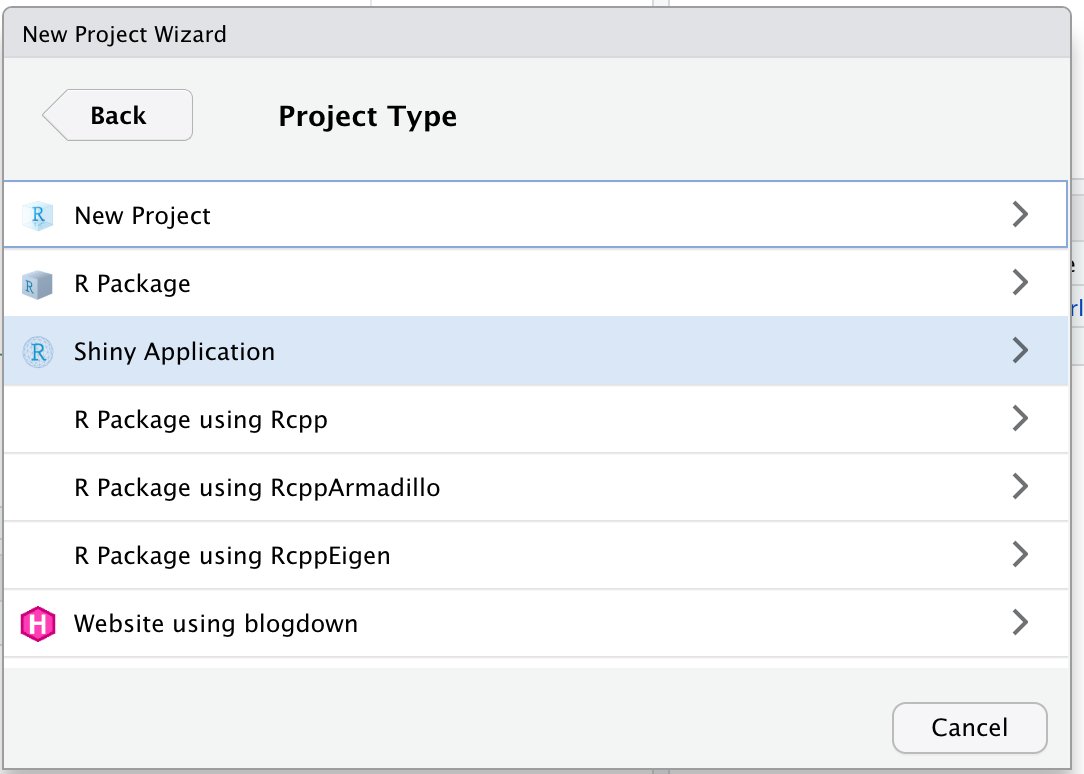 New Project Wizard
Back
Project Type
R New Project
R R Package
R Shiny Application
R Package using Rcpp
R Package using RcppArmadillo
R Package using RcppEigen
H Website using blogdown
Cancel
e
rl